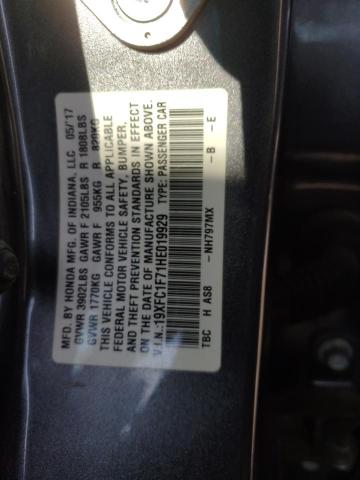 MFD. BY HONDA MFG. OF INDIANA, LLC 05/'17
GVWR 3902LBS GAWR F 2105LBS R 1808LBS
GVWR 1770KG GAWR F 955KG R 820KG
THIS VEHICLE CONFORMS TO ALL APPLICABLE
FEDERAL MOTOR VEHICLE SAFETY, BUMPER,
AND THEFT PREVENTION STANDARDS IN EFFECT
ON THE DATE OF MANUFACTURE SHOWN ABOVE.
V.I.N.:19XFC1F71HE019929 TYPE: PASSENGER CAR
TBC H AS8 -NH797MX -B -E